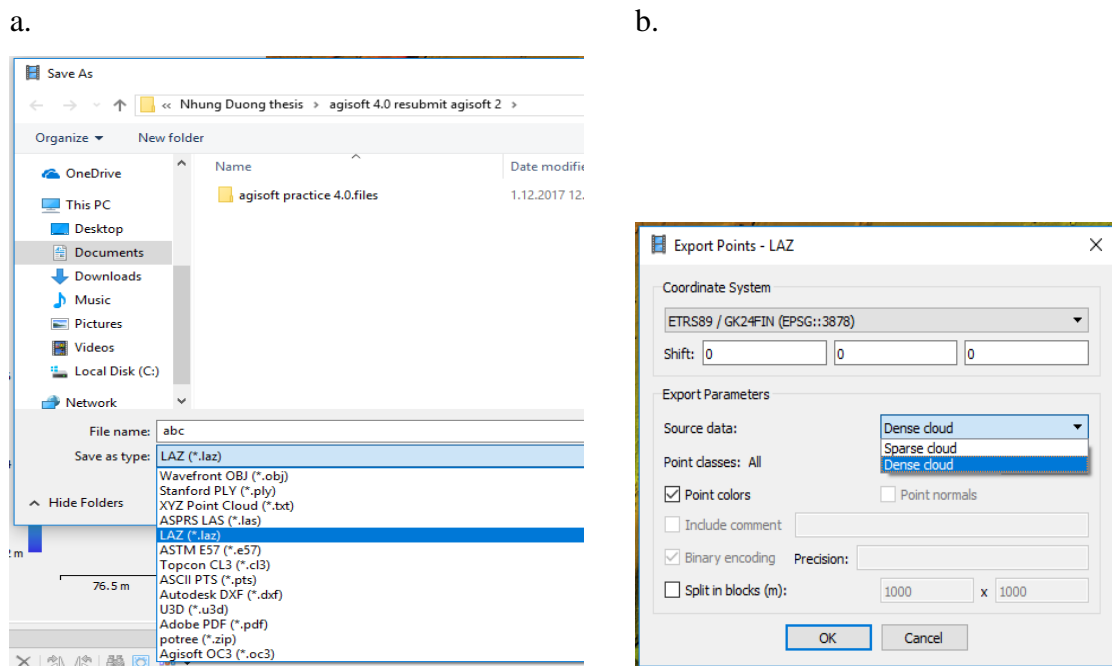 a.
Save As
« Nhung Duong thesis › agisoft 4.0 resubmit agisoft 2 ›
Organize New folder
OneDrive
This PC
Desktop
Documents
Downloads
Music
Pictures
Videos
Local Disk (C:)
Network
Name Date modifie
agisoft practice 4.0.files 1.12.2017 12.
File name: abc
Save as type: LAZ (*.laz)
Wavefront OBJ (*.obj)
Stanford PLY (*.ply)
XYZ Point Cloud (*.txt)
ASPRS LAS (*.las)
LAZ (*.laz)
ASTM E57 (*.e57)
Topcon CL3 (*.cl3)
ASCII PTS (*.pts)
Autodesk DXF (*.dxf)
U3D (*.u3d)
Adobe PDF (*.pdf)
potree (*.zip)
Agisoft OC3 (*.oc3)
Hide Folders
m
76.5 m
b.
Export Points - LAZ
Coordinate System
ETRS89 / GK24FIN (EPSG::3878)
Shift: 0 0 0
Export Parameters
Source data: Dense cloud
Sparse cloud
Dense cloud
Point classes: All
Point colors Point normals
Include comment
Binary encoding Precision:
Split in blocks (m): 1000 x 1000
OK Cancel